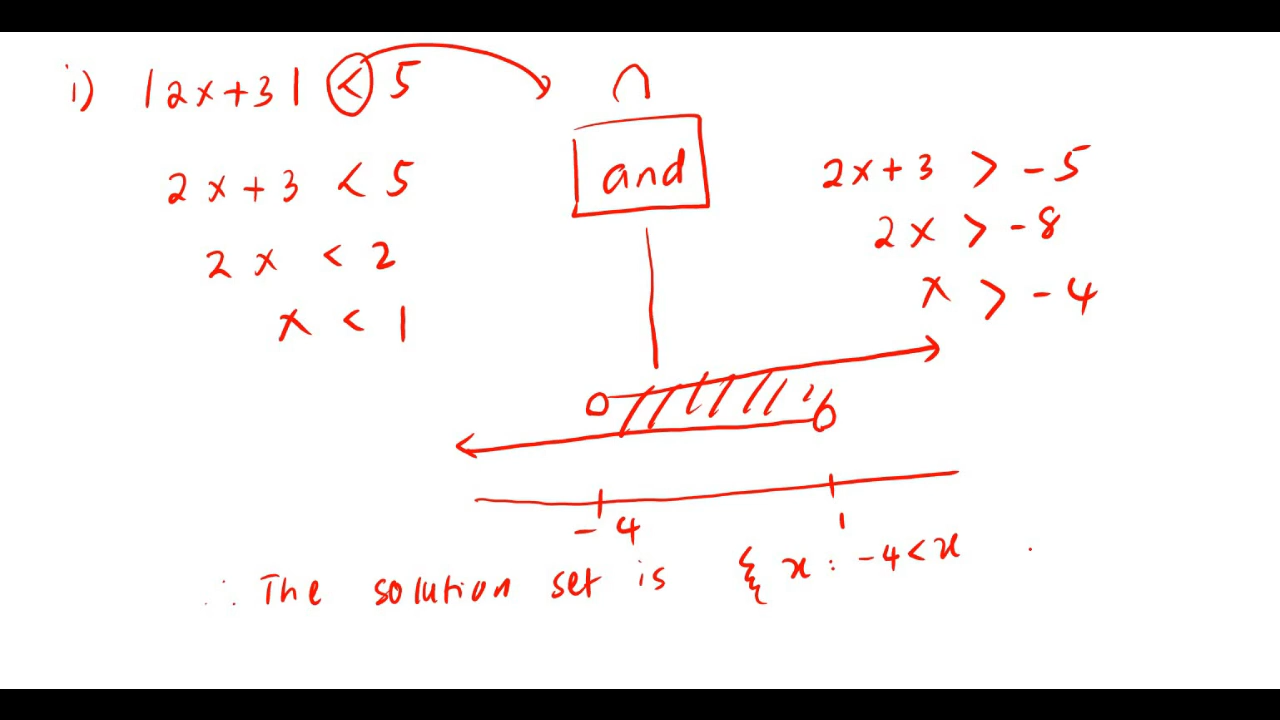 i) |2x+3| < 5
∩
and
2x+3 < 5
2x < 2
x < 1
2x+3 > -5
2x > -8
x > -4
-4
1
∴ The solution set is { x : -4<x